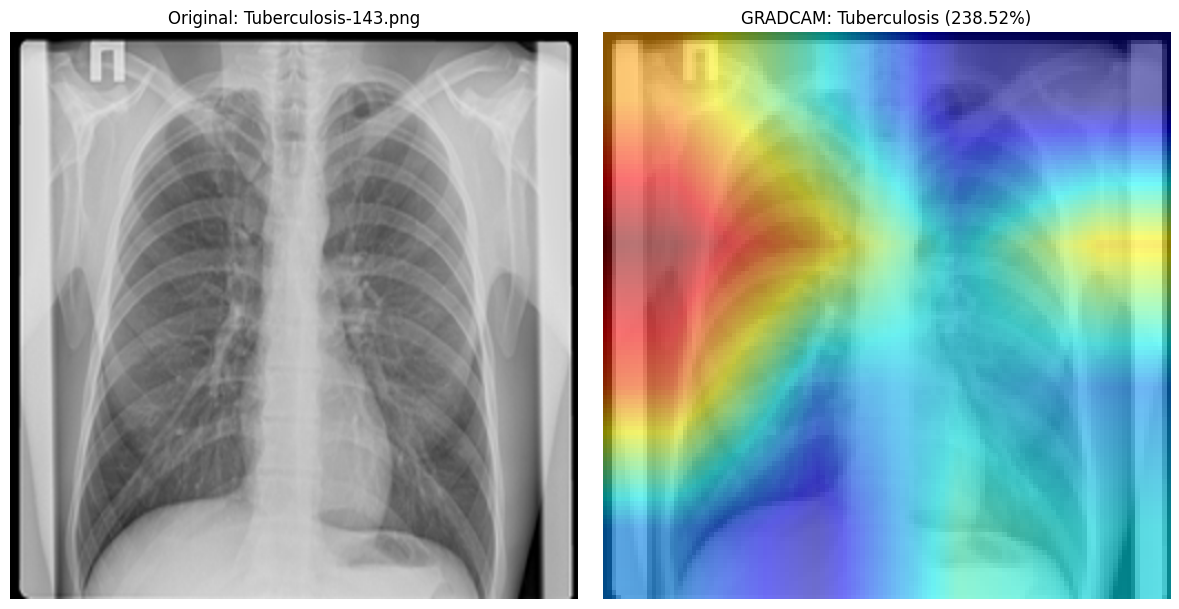 Original: Tuberculosis-143.png
GRADCAM: Tuberculosis (238.52%)
П